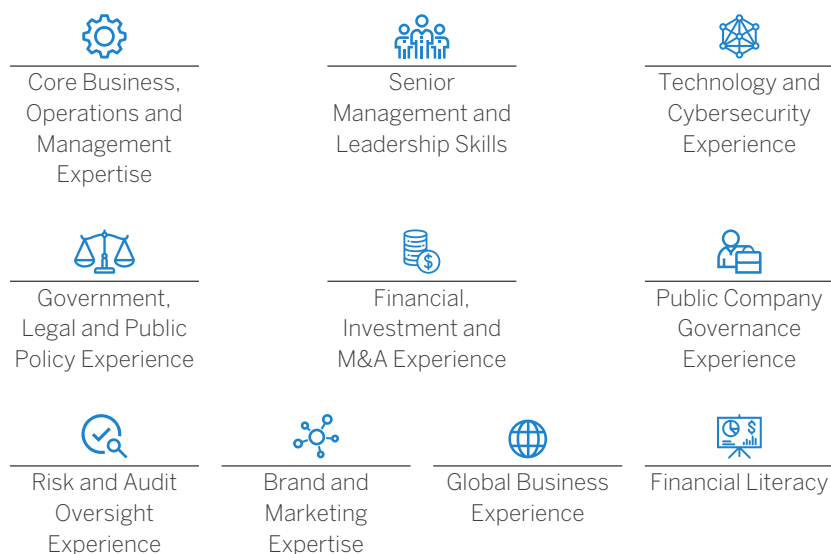 Core Business,
Operations and
Management
Expertise
Senior
Management and
Leadership Skills
Technology and
Cybersecurity
Experience
Government,
Legal and Public
Policy Experience
$
Financial,
Investment and
M&A Experience
Public Company
Governance
Experience
Risk and Audit
Oversight
Experience
Brand and
Marketing
Expertise
Global Business
Experience
$
Financial Literacy